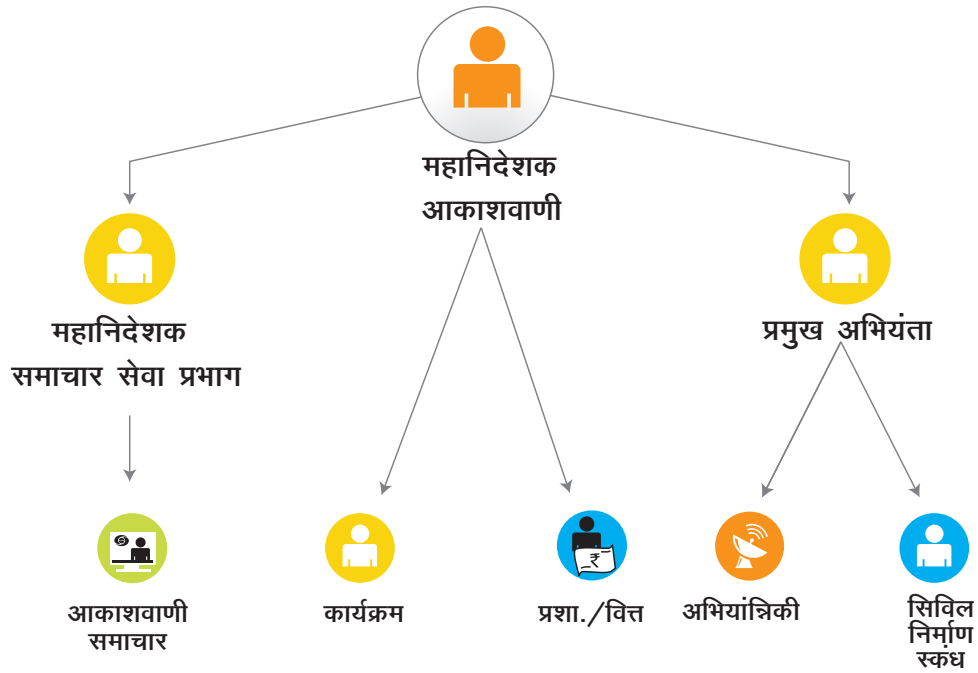 महानिदेशक
आकाशवाणी
महानिदेशक
समाचार सेवा प्रभाग
प्रमुख अभियंता
आकाशवाणी
समाचार
कार्यक्रम
₹
प्रशा./वित्त
अभियांन्निकी
सिविल
निर्माण
स्कंध